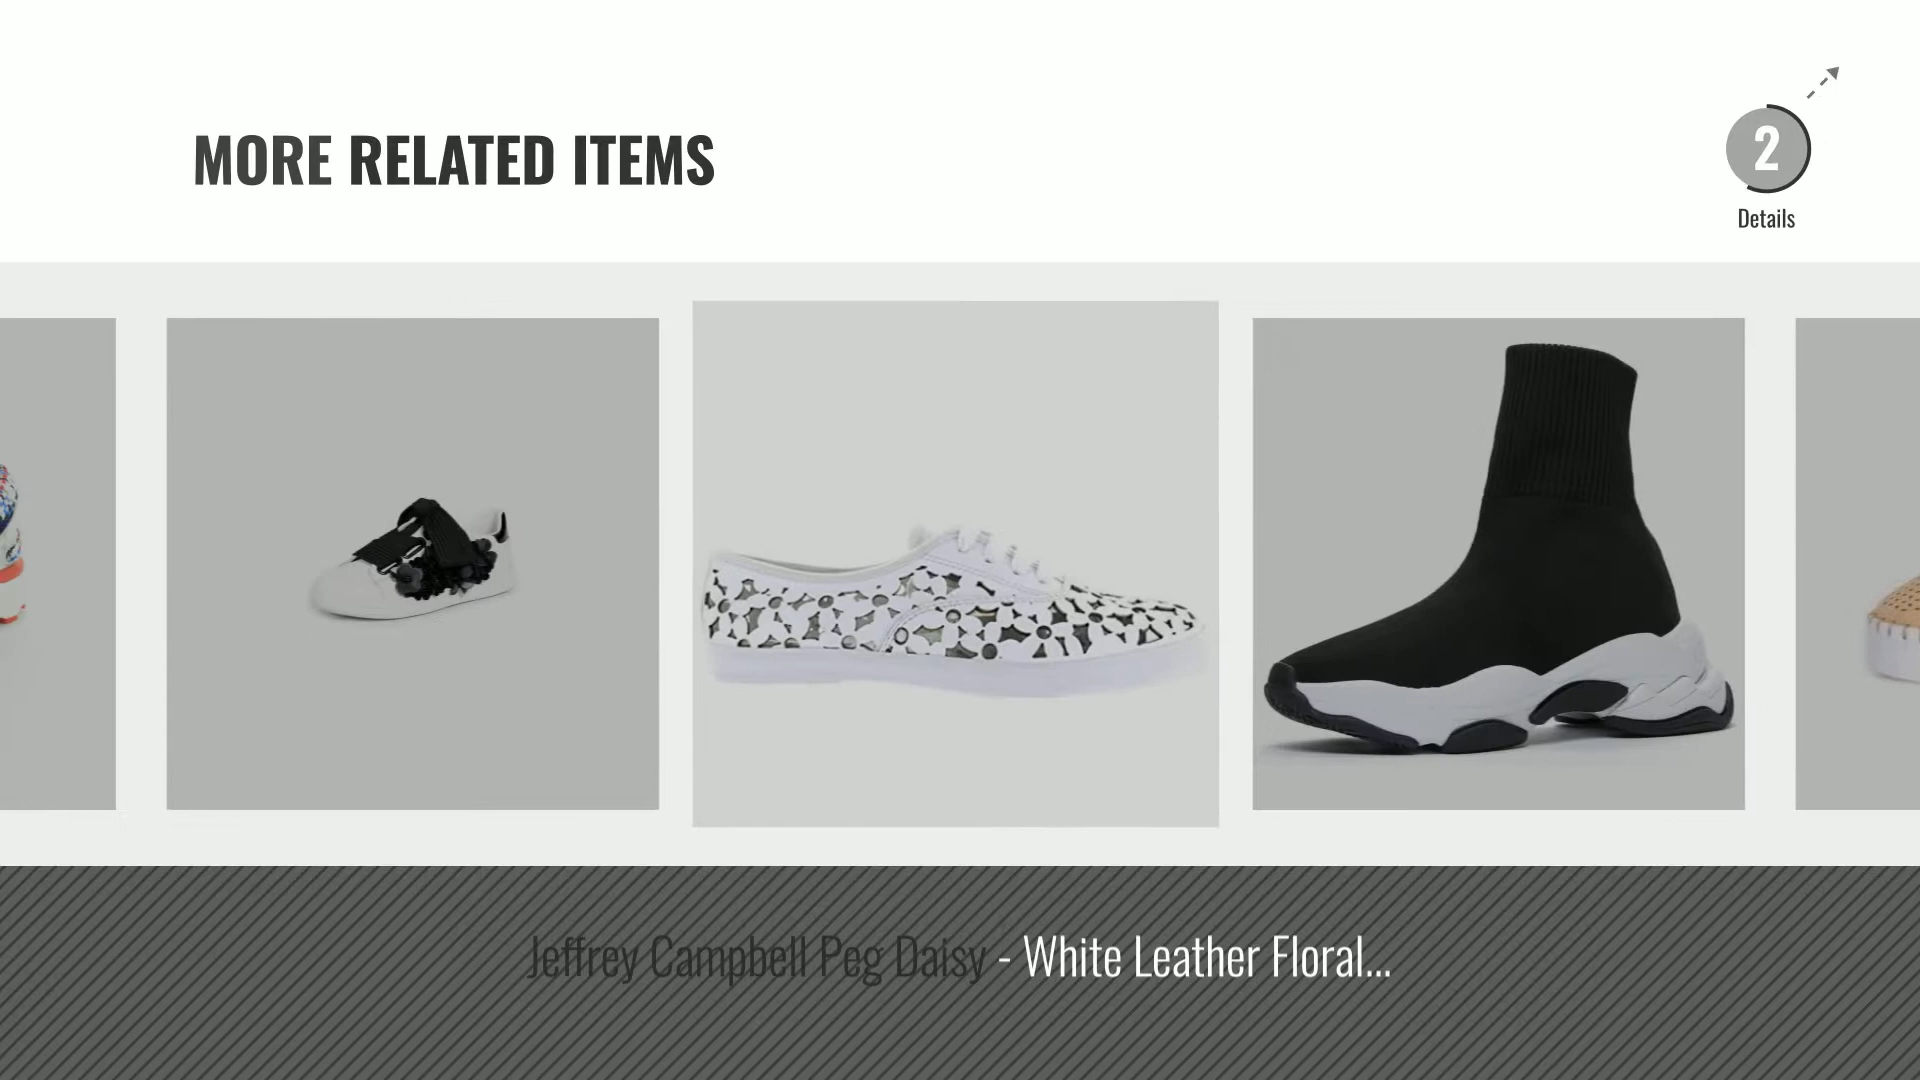 MORE RELATED ITEMS
2
Details
Jeffrey Campbell Peg Daisy - White Leather Floral...